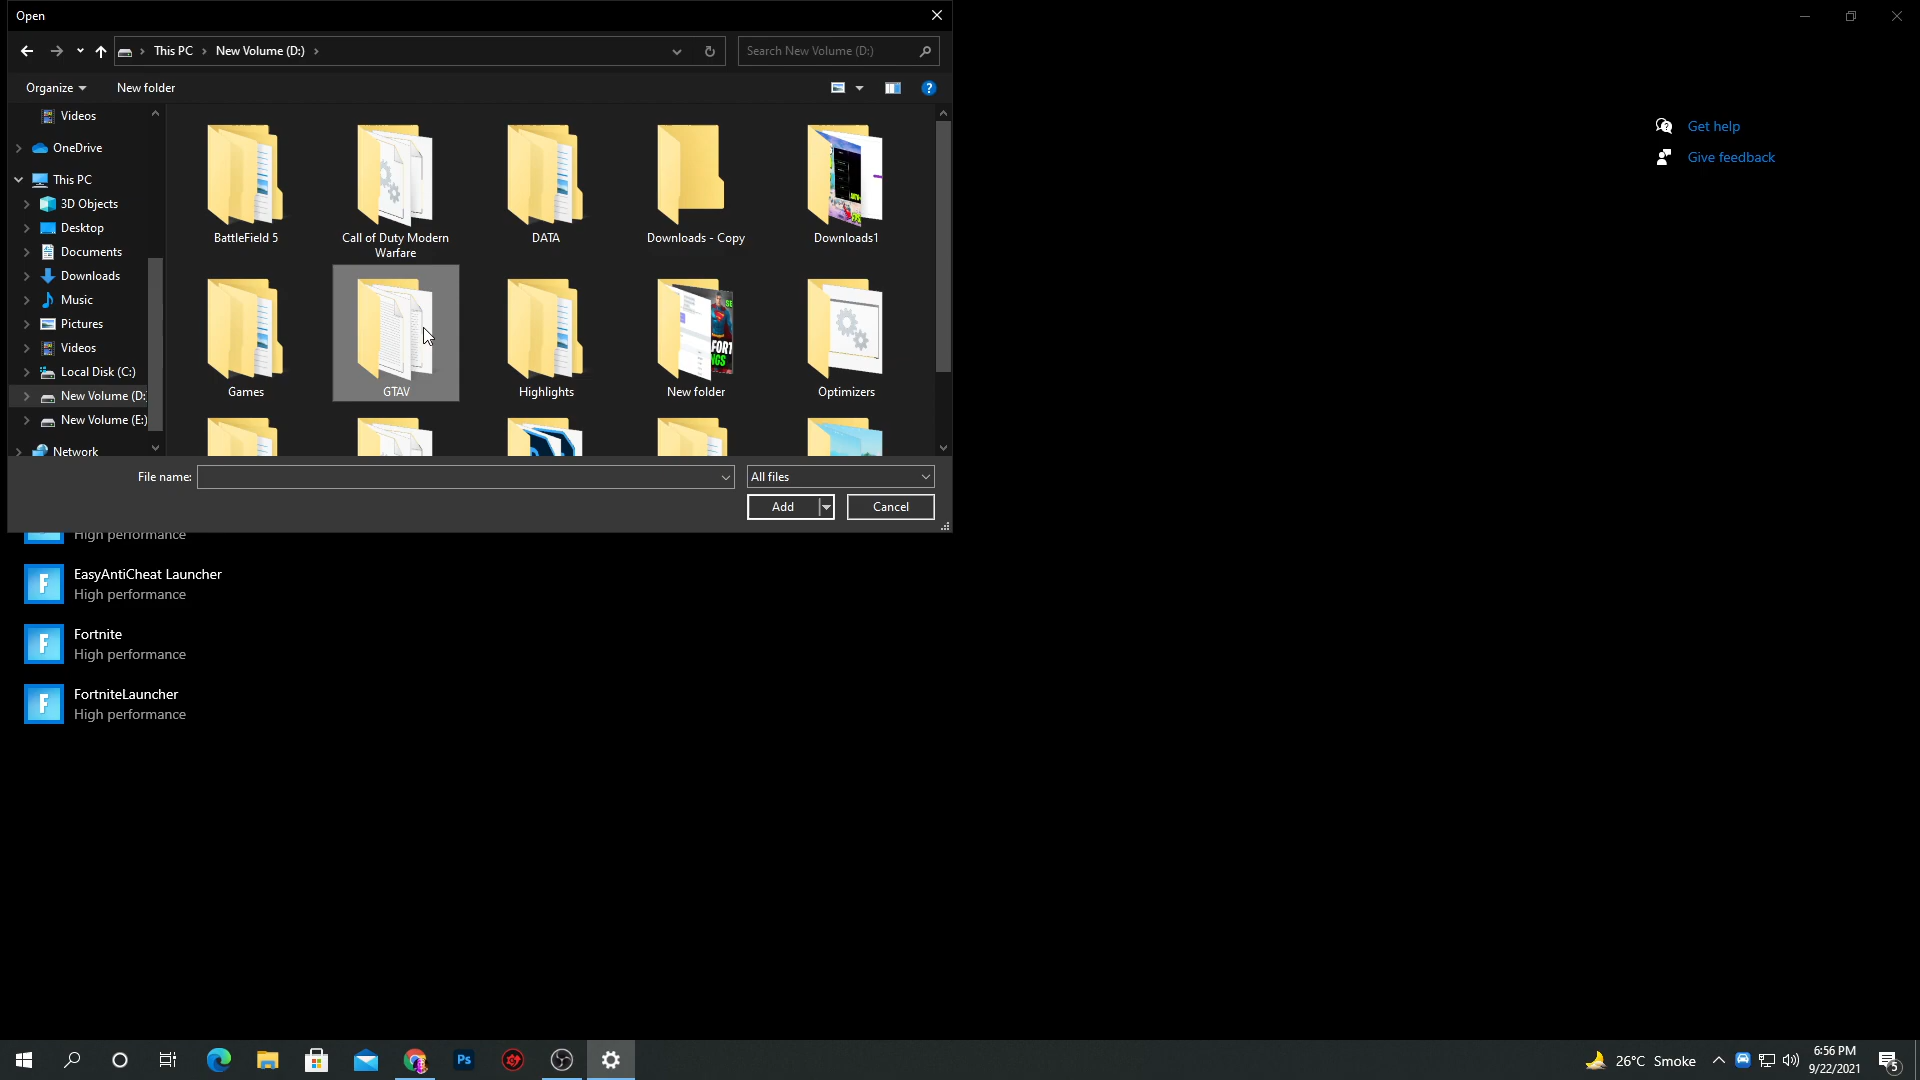 Open
This PC
New Volume (D:)
Search New Volume (D:)
Organize
New folder
?
Videos
OneDrive
This PC
3D Objects
Desktop
Documents
Downloads
Music
Pictures
Videos
Local Disk (C:)
New Volume (D:
New Volume (E:)
Network
BattleField 5
Call of Duty Modern
Warfare
DATA
Downloads - Copy
Downloads1
Games
GTAV
Highlights
New folder
Optimizers
File name:
All files
Add
Cancel
Get help
Give feedback
High performance
F
EasyAntiCheat Launcher
High performance
F
Fortnite
High performance
F
FortniteLauncher
High performance
Ps
26°C Smoke
6:56 PM
9/22/2021
5